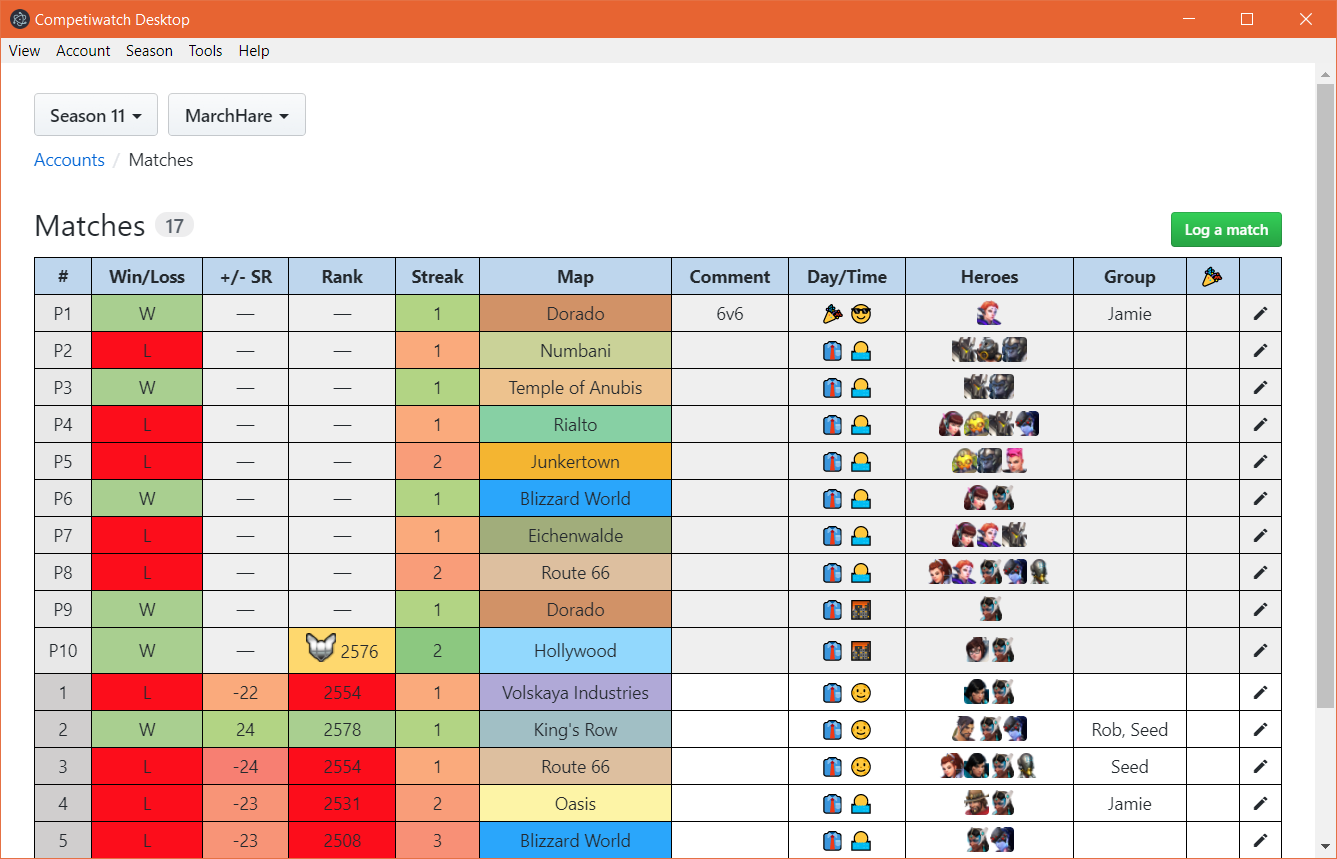 Competiwatch Desktop
View Account Season Tools Help
Season 11 MarchHare
Accounts / Matches
Matches 17
Log a match
# Win/Loss +/- SR Rank Streak Map Comment Day/Time Heroes Group
P1 W — — 1 Dorado 6v6 Jamie
P2 L — — 1 Numbani
P3 W — — 1 Temple of Anubis
P4 L — — 1 Rialto
P5 L — — 2 Junkertown
P6 W — — 1 Blizzard World
P7 L — — 1 Eichenwalde
P8 L — — 2 Route 66
P9 W — — 1 Dorado
P10 W — 2576 2 Hollywood
1 L -22 2554 1 Volskaya Industries
2 W 24 2578 1 King's Row Rob, Seed
3 L -24 2554 1 Route 66 Seed
4 L -23 2531 2 Oasis Jamie
5 L -23 2508 3 Blizzard World